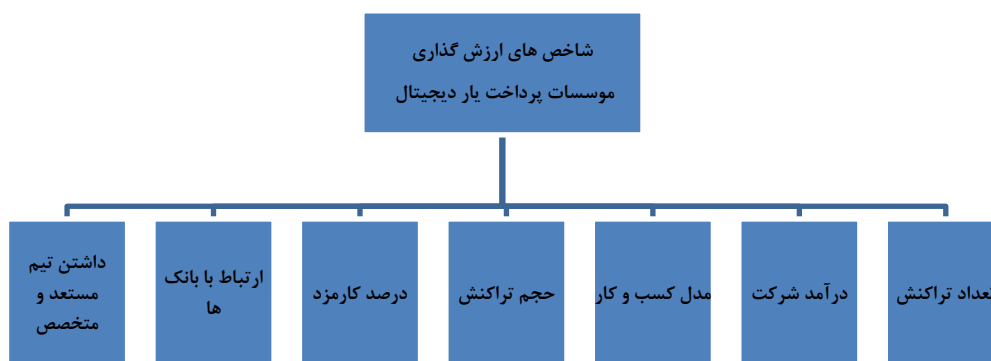 شاخص های ارزش گذاری
موسسات پرداخت یار دیجیتال
تعداد تراکنش
درآمد شرکت
مدل کسب و کار
حجم تراکنش
درصد کارمزد
ارتباط با بانک
ها
داشتن تیم
مستعد و
متخصص